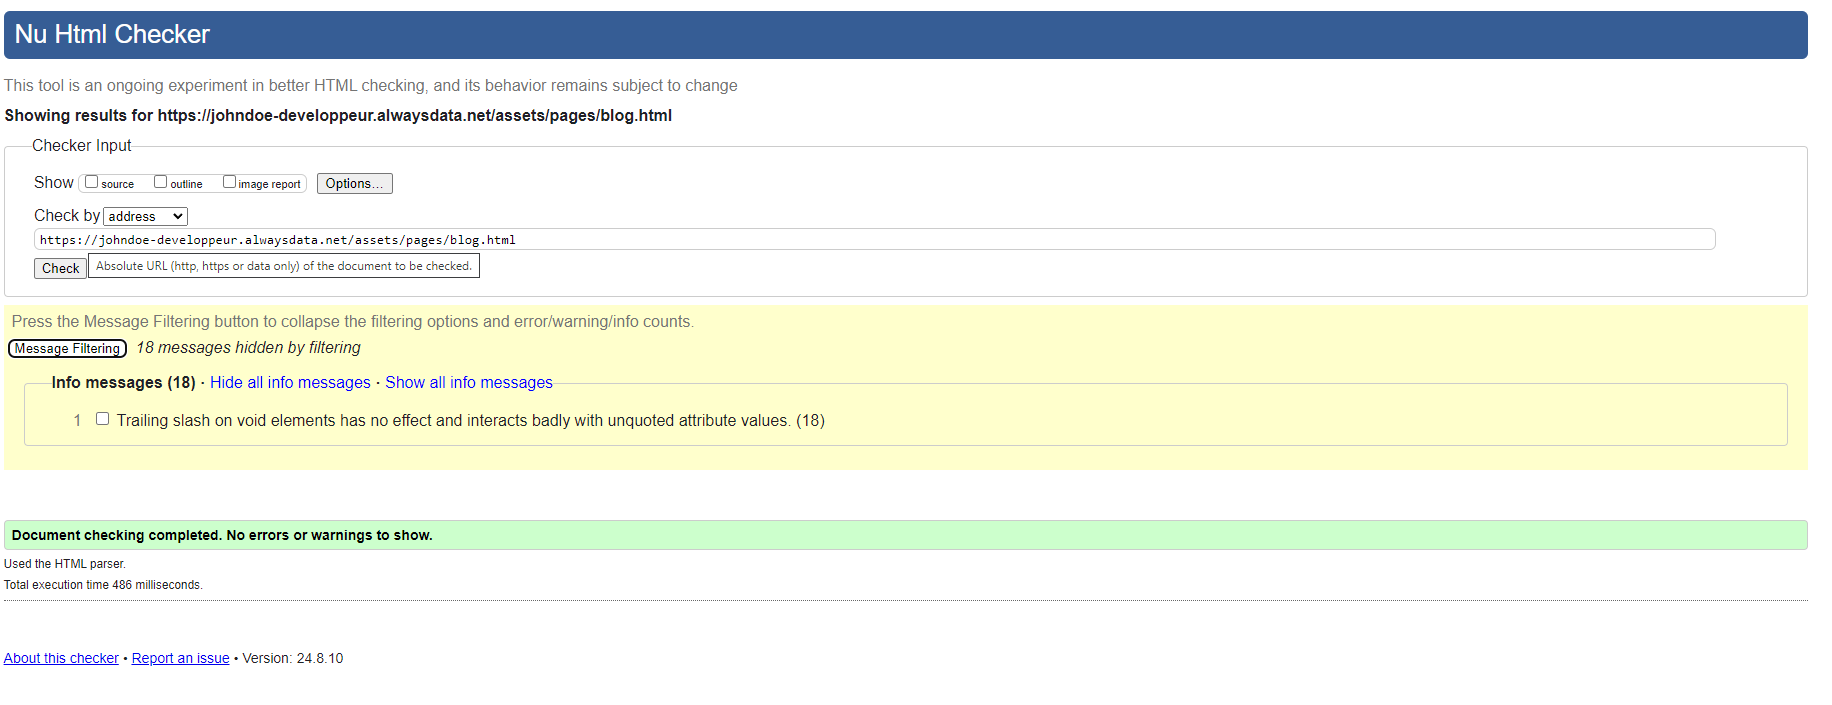 Nu Html Checker
This tool is an ongoing experiment in better HTML checking, and its behavior remains subject to change
Showing results for https://johndoe-developpeur.alwaysdata.net/assets/pages/blog.html
Checker Input
Show source outline image report Options...
Check by address
https://johndoe-developpeur.alwaysdata.net/assets/pages/blog.html
Check Absolute URL (http, https or data only) of the document to be checked.
Press the Message Filtering button to collapse the filtering options and error/warning/info counts.
Message Filtering 18 messages hidden by filtering
Info messages (18) · Hide all info messages · Show all info messages
1 Trailing slash on void elements has no effect and interacts badly with unquoted attribute values. (18)
Document checking completed. No errors or warnings to show.
Used the HTML parser.
Total execution time 486 milliseconds.
About this checker • Report an issue • Version: 24.8.10